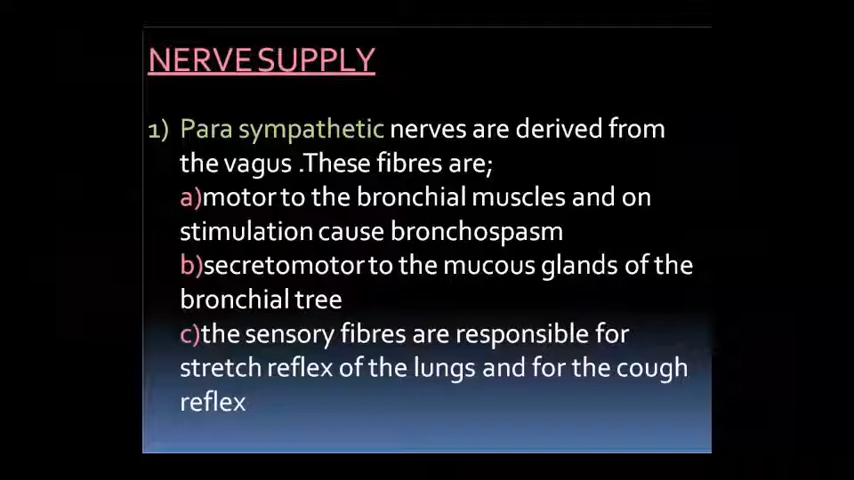 NERVE SUPPLY
1) Para sympathetic nerves are derived from
the vagus .These fibres are;
a)motor to the bronchial muscles and on
stimulation cause bronchospasm
b)secretomotor to the mucous glands of the
bronchial tree
c)the sensory fibres are responsible for
stretch reflex of the lungs and for the cough
reflex